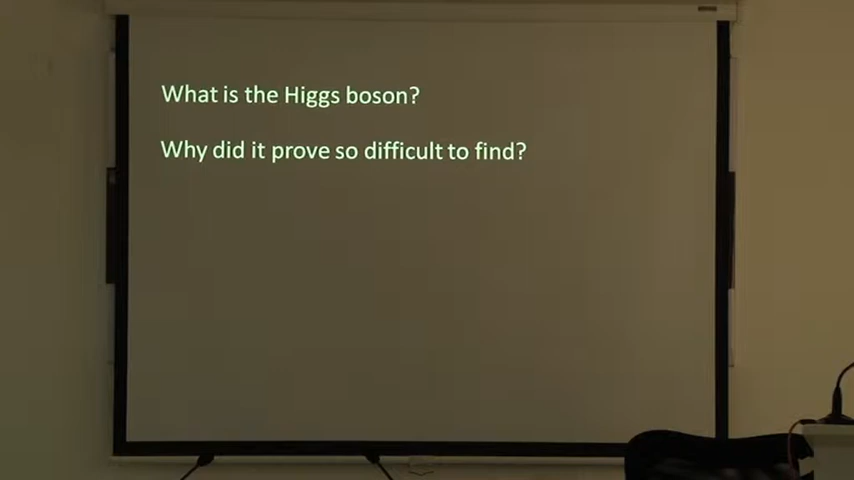 What is the Higgs boson?
Why did it prove so difficult to find?